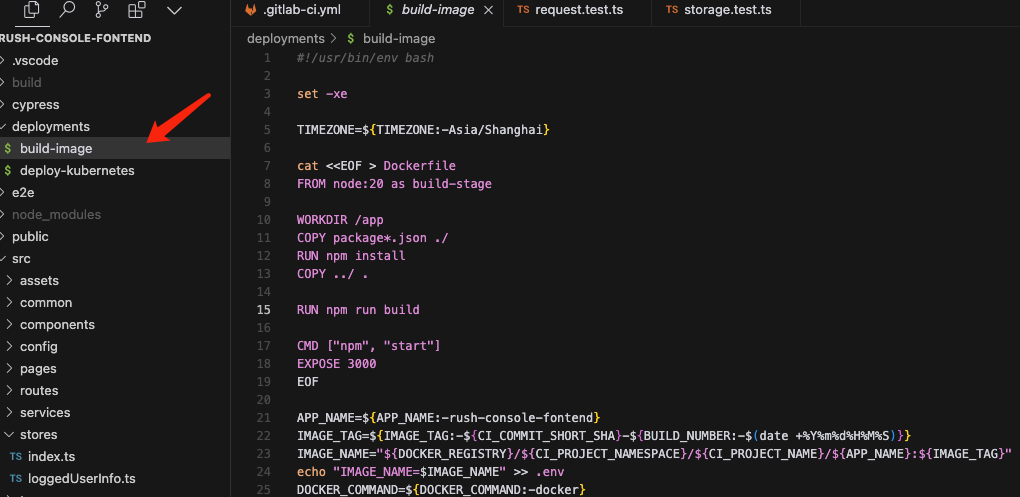 .gitlab-ci.yml
$ build-image
TS request.test.ts
TS storage.test.ts
RUSH-CONSOLE-FONTEND
.vscode
build
cypress
deployments
$ build-image
$ deploy-kubernetes
e2e
node_modules
public
src
assets
common
components
config
pages
routes
services
stores
TS index.ts
TS loggedUserInfo.ts
deployments > $ build-image
1 #!/usr/bin/env bash
2
3 set -xe
4
5 TIMEZONE=${TIMEZONE:-Asia/Shanghai}
6
7 cat <<EOF > Dockerfile
8 FROM node:20 as build-stage
9
10 WORKDIR /app
11 COPY package*.json ./
12 RUN npm install
13 COPY ../ .
14
15 RUN npm run build
16
17 CMD ["npm", "start"]
18 EXPOSE 3000
19 EOF
20
21 APP_NAME=${APP_NAME:-rush-console-fontend}
22 IMAGE_TAG=${IMAGE_TAG:-${CI_COMMIT_SHORT_SHA}-${BUILD_NUMBER:-$(date +%Y%m%d%H%M%S)}}
23 IMAGE_NAME="${DOCKER_REGISTRY}/${CI_PROJECT_NAMESPACE}/${CI_PROJECT_NAME}/${APP_NAME}:${IMAGE_TAG}"
24 echo "IMAGE_NAME=$IMAGE_NAME" >> .env
25 DOCKER_COMMAND=${DOCKER_COMMAND:-docker}